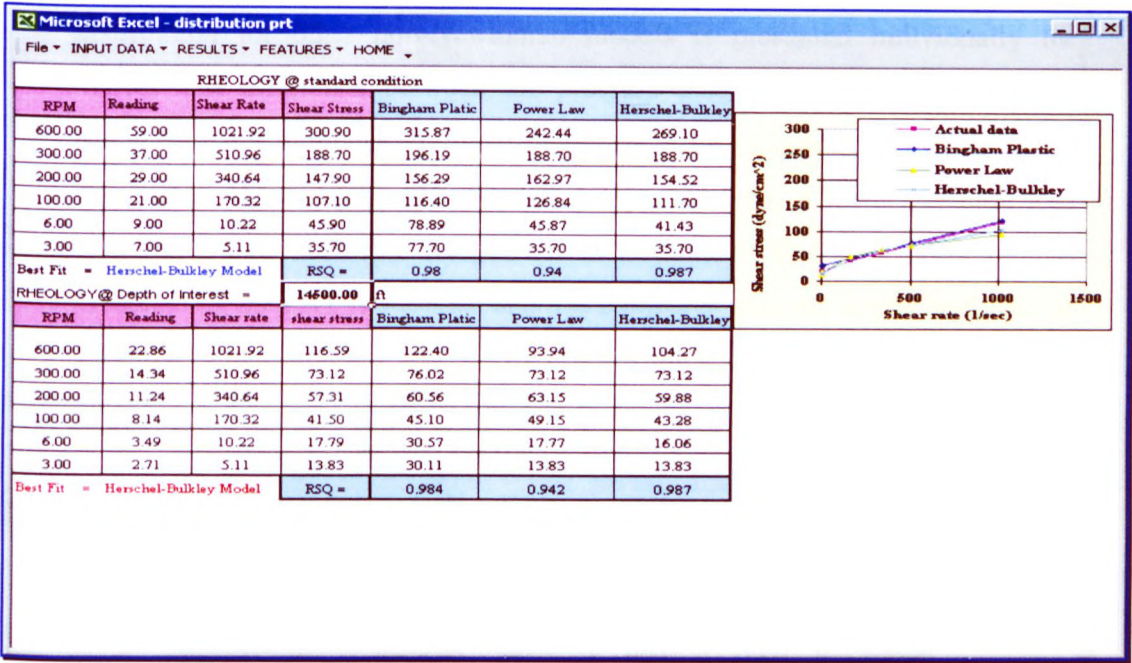 Microsoft Excel - distribution prt
File INPUT DATA RESULTS FEATURES HOME
RHEOLOGY @ standard condition
RPM Reading Shear Rate Shear Stress Bingham Platic Power Law Herschel-Bulkley
600.00 59.00 1021.92 300.90 315.87 242.44 269.10
300.00 37.00 510.96 188.70 196.19 188.70 188.70
200.00 29.00 340.64 147.90 156.29 162.97 154.52
100.00 21.00 170.32 107.10 116.40 126.84 111.70
6.00 9.00 10.22 45.90 78.89 45.87 41.43
3.00 7.00 5.11 35.70 77.70 35.70 35.70
Best Fit = Herschel-Bulkley Model RSQ = 0.98 0.94 0.987
RHEOLOGY@ Depth of Interest = 14500.00 ft
RPM Reading Shear rate shear stress Bingham Platic Power Law Herschel-Bulkley
600.00 22.86 1021.92 116.59 122.40 93.94 104.27
300.00 14.34 510.96 73.12 76.02 73.12 73.12
200.00 11.24 340.64 57.31 60.56 63.15 59.88
100.00 8.14 170.32 41.50 45.10 49.15 43.28
6.00 3.49 10.22 17.79 30.57 17.77 16.06
3.00 2.71 5.11 13.83 30.11 13.83 13.83
Best Fit = Herschel-Bulkley Model RSQ = 0.984 0.942 0.987
Shear stress (dyne/cm^2)
300
250
200
150
100
50
0
Actual data
Bingham Plastic
Power Law
Herschel-Bulkley
0 500 1000 1500
Shear rate (1/sec)